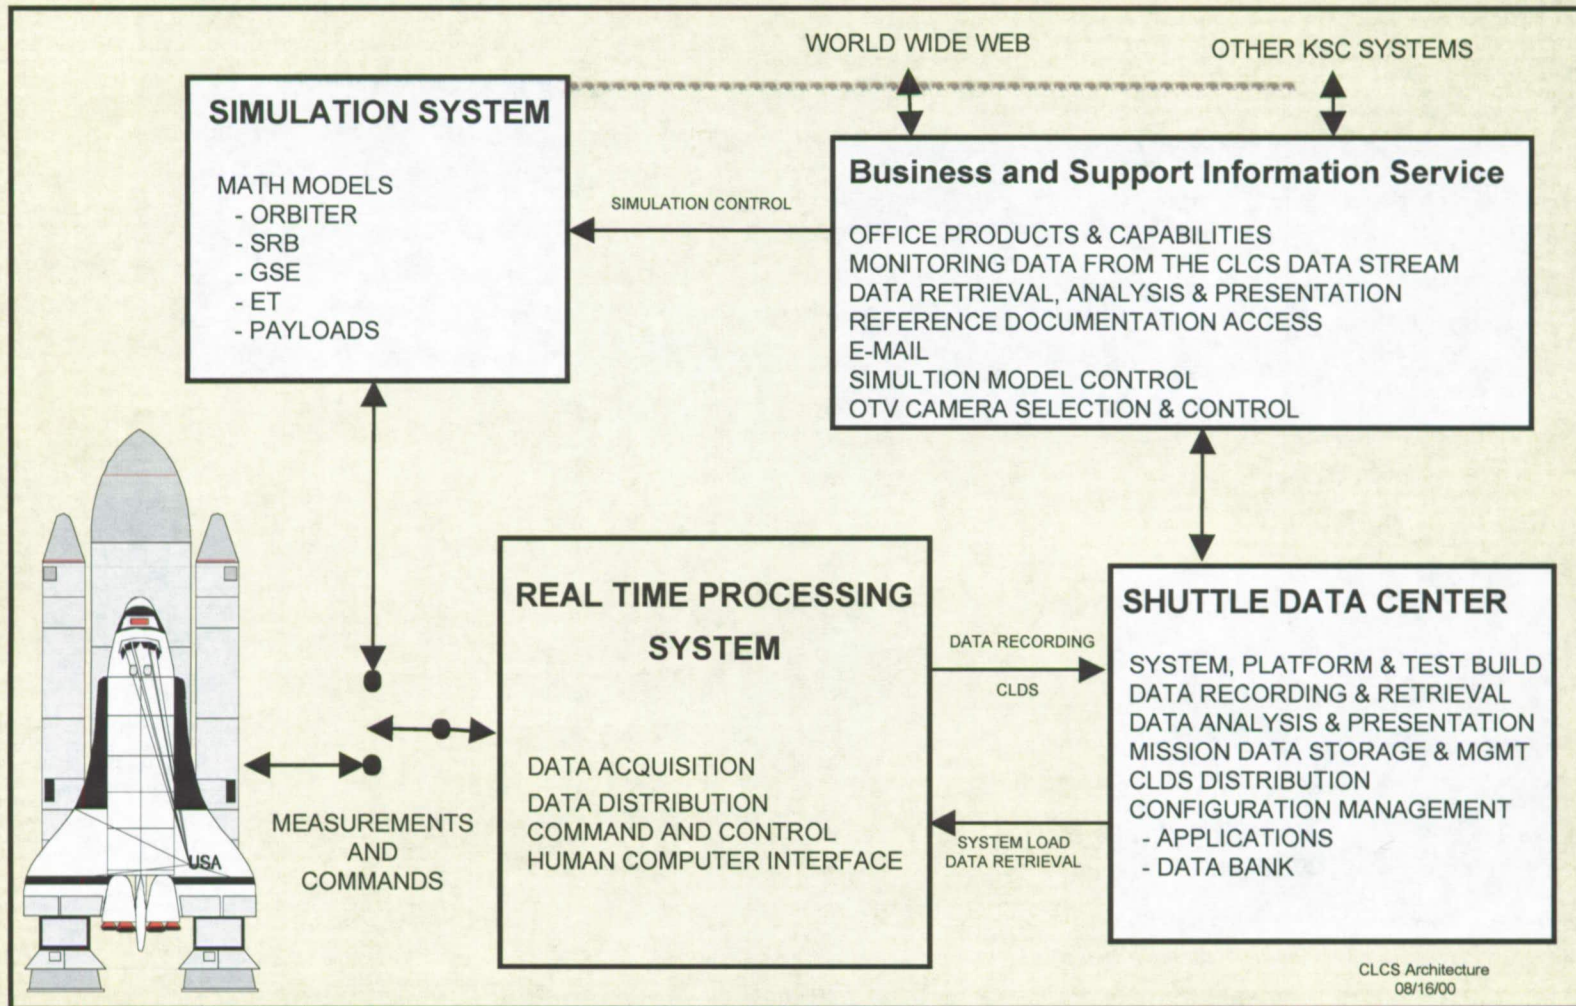 WORLD WIDE WEB
OTHER KSC SYSTEMS
SIMULATION SYSTEM
MATH MODELS
- ORBITER
- SRB
- GSE
- ET
- PAYLOADS
SIMULATION CONTROL
Business and Support Information Service
OFFICE PRODUCTS & CAPABILITIES
MONITORING DATA FROM THE CLCS DATA STREAM
DATA RETRIEVAL, ANALYSIS & PRESENTATION
REFERENCE DOCUMENTATION ACCESS
E-MAIL
SIMULTION MODEL CONTROL
OTV CAMERA SELECTION & CONTROL
USA
MEASUREMENTS
AND
COMMANDS
REAL TIME PROCESSING
SYSTEM
DATA ACQUISITION
DATA DISTRIBUTION
COMMAND AND CONTROL
HUMAN COMPUTER INTERFACE
DATA RECORDING
CLDS
SYSTEM LOAD
DATA RETRIEVAL
SHUTTLE DATA CENTER
SYSTEM, PLATFORM & TEST BUILD
DATA RECORDING & RETRIEVAL
DATA ANALYSIS & PRESENTATION
MISSION DATA STORAGE & MGMT
CLDS DISTRIBUTION
CONFIGURATION MANAGEMENT
- APPLICATIONS
- DATA BANK
CLCS Architecture
08/16/00